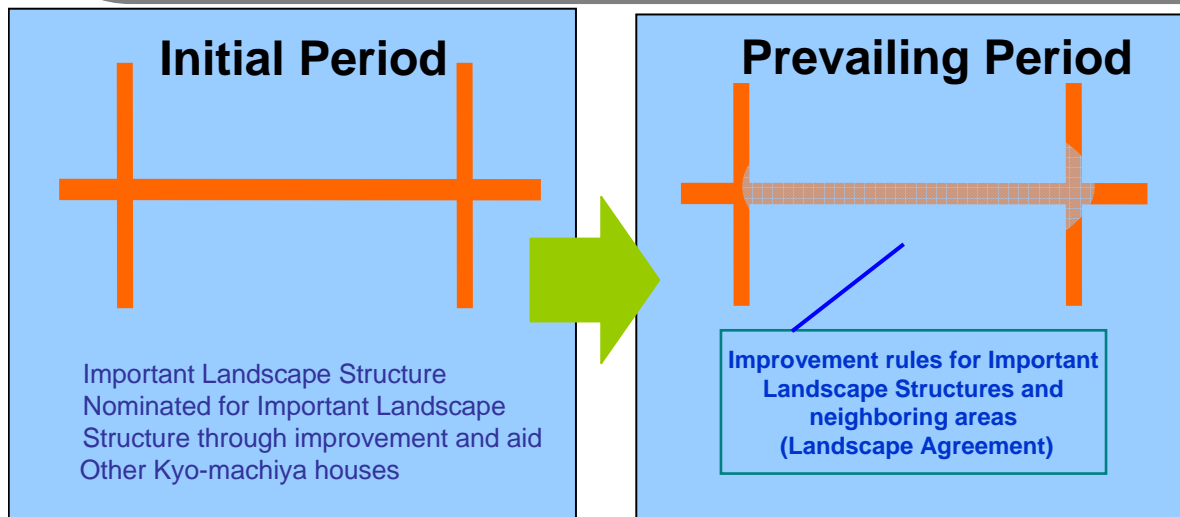 Initial Period
Important Landscape Structure
Nominated for Important Landscape
Structure through improvement and aid
Other Kyo-machiya houses
Prevailing Period
Improvement rules for Important
Landscape Structures and
neighboring areas
(Landscape Agreement)